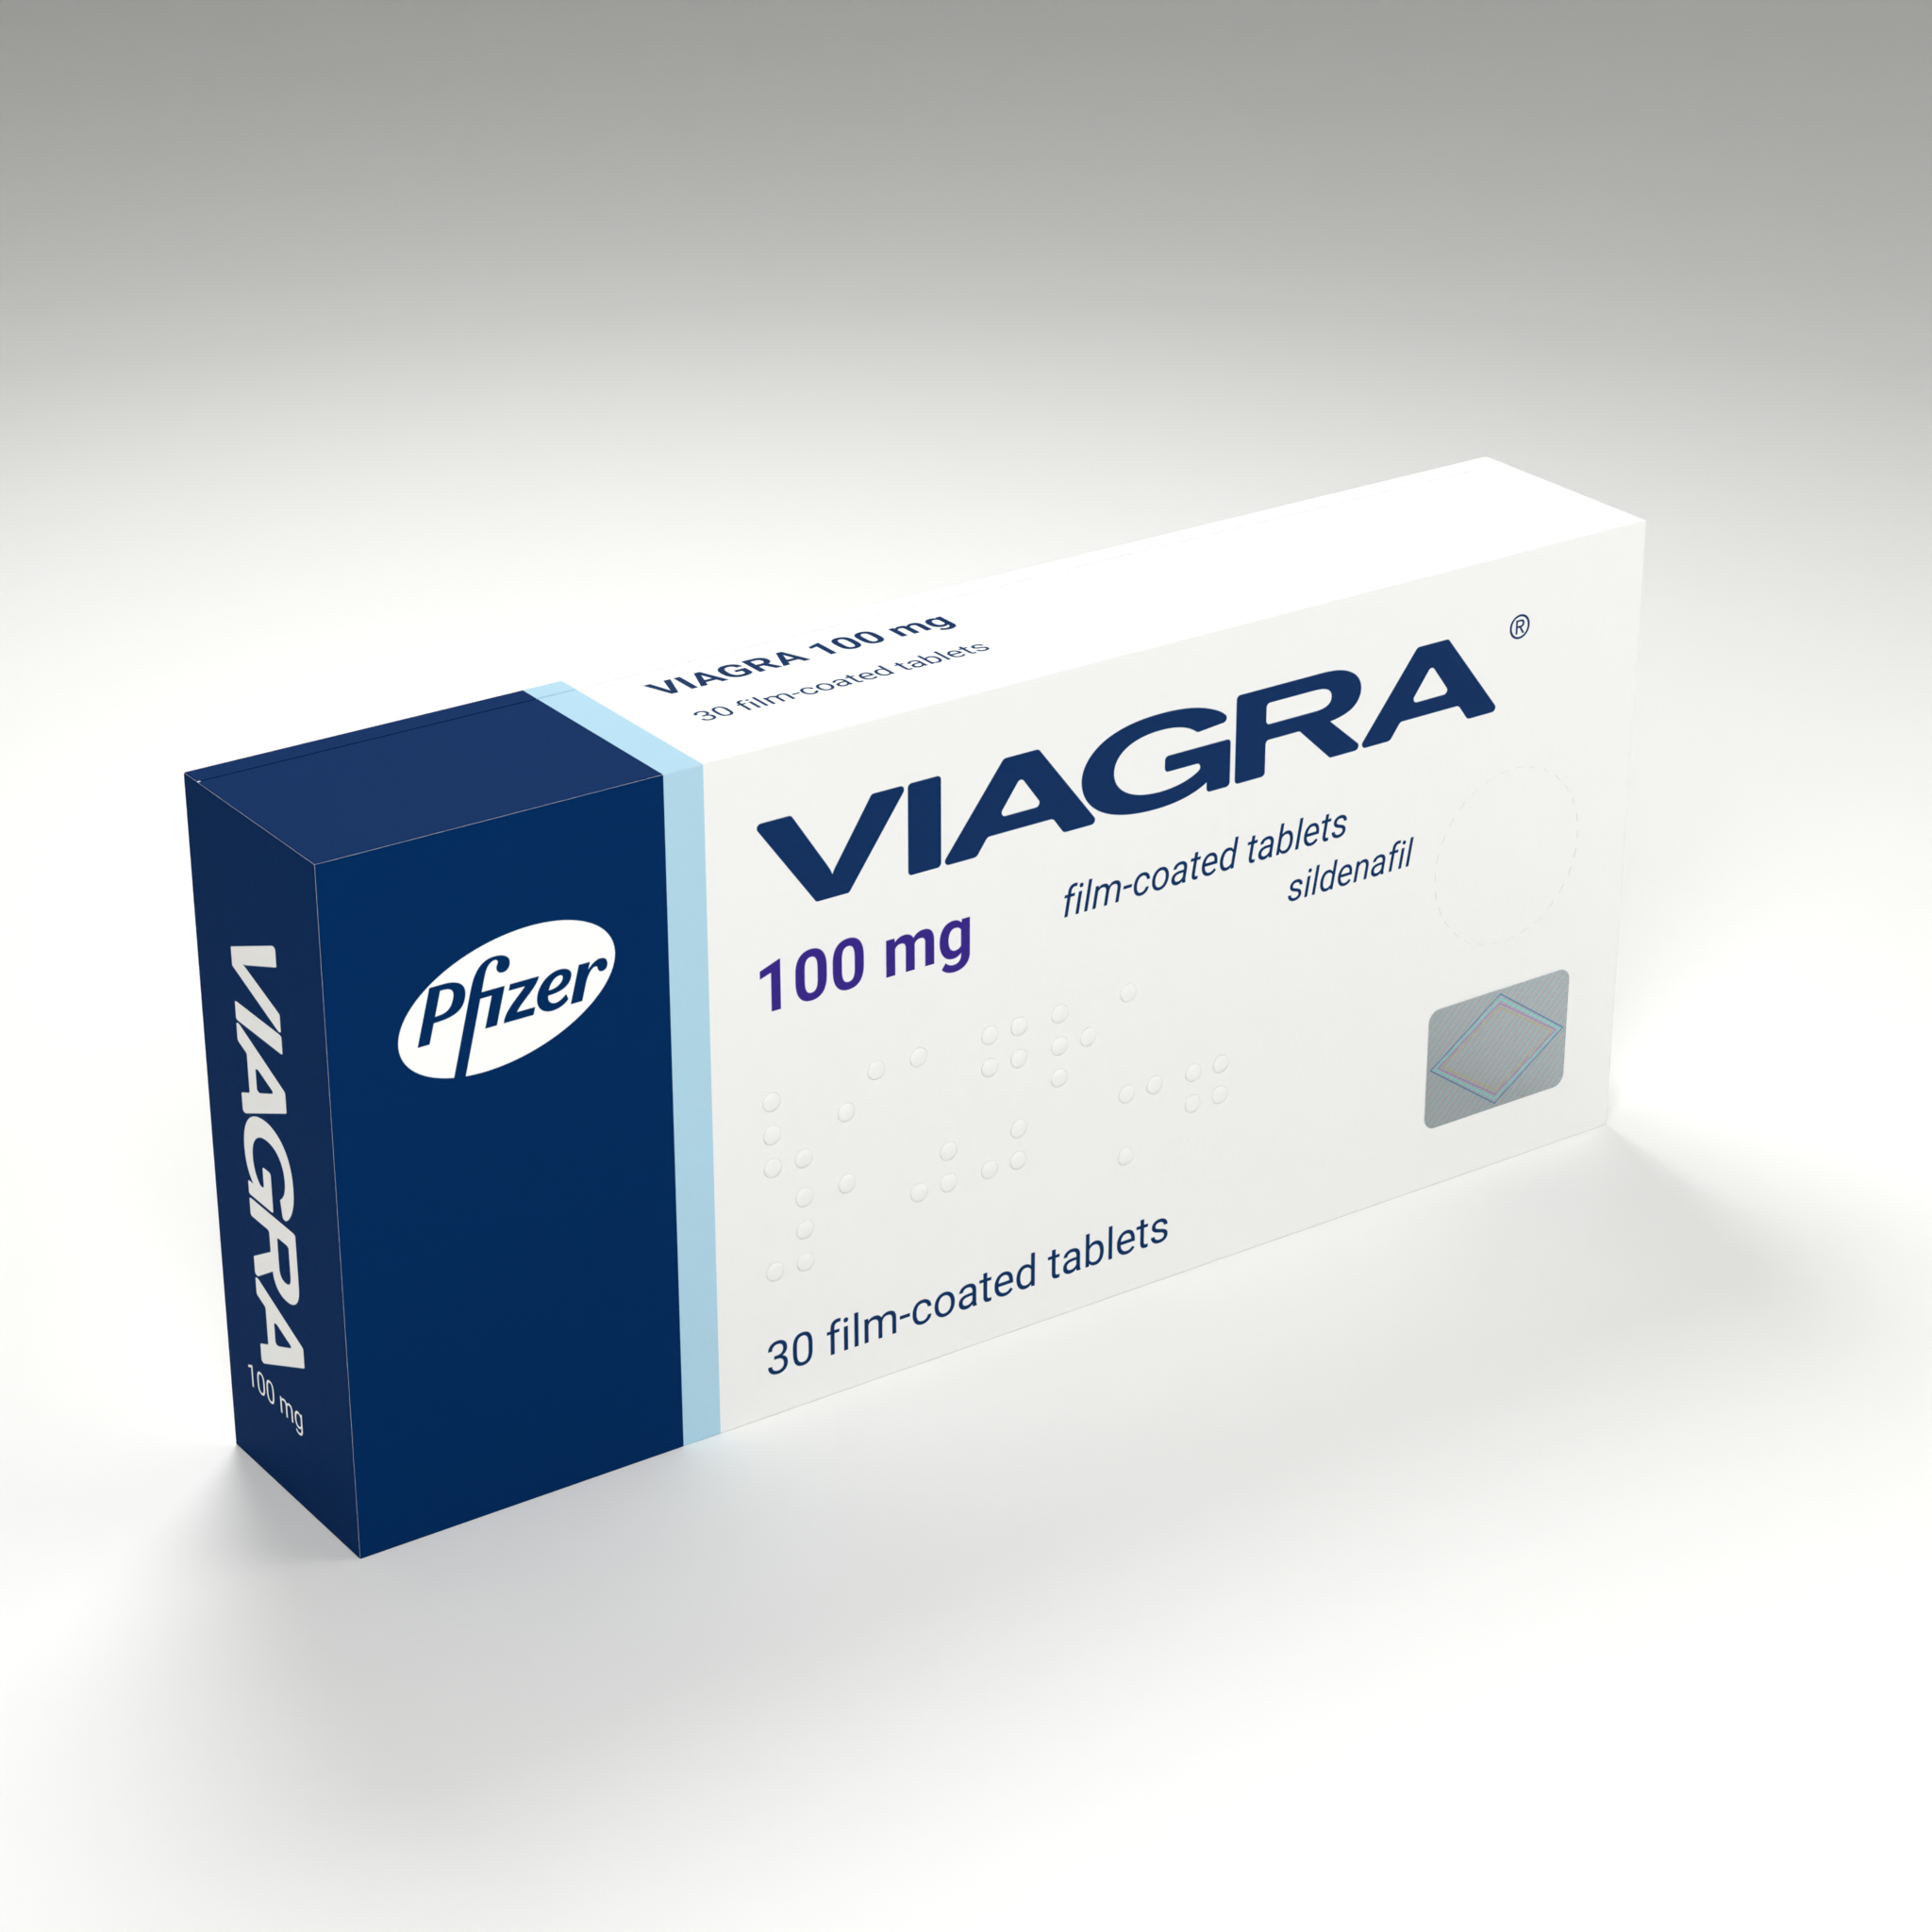 VIAGRA 100 mg
30 film-coated tablets
VIAGRA ®
film-coated tablets
sildenafil
100 mg
Pfizer
30 film-coated tablets
VIAGRA
100 mg